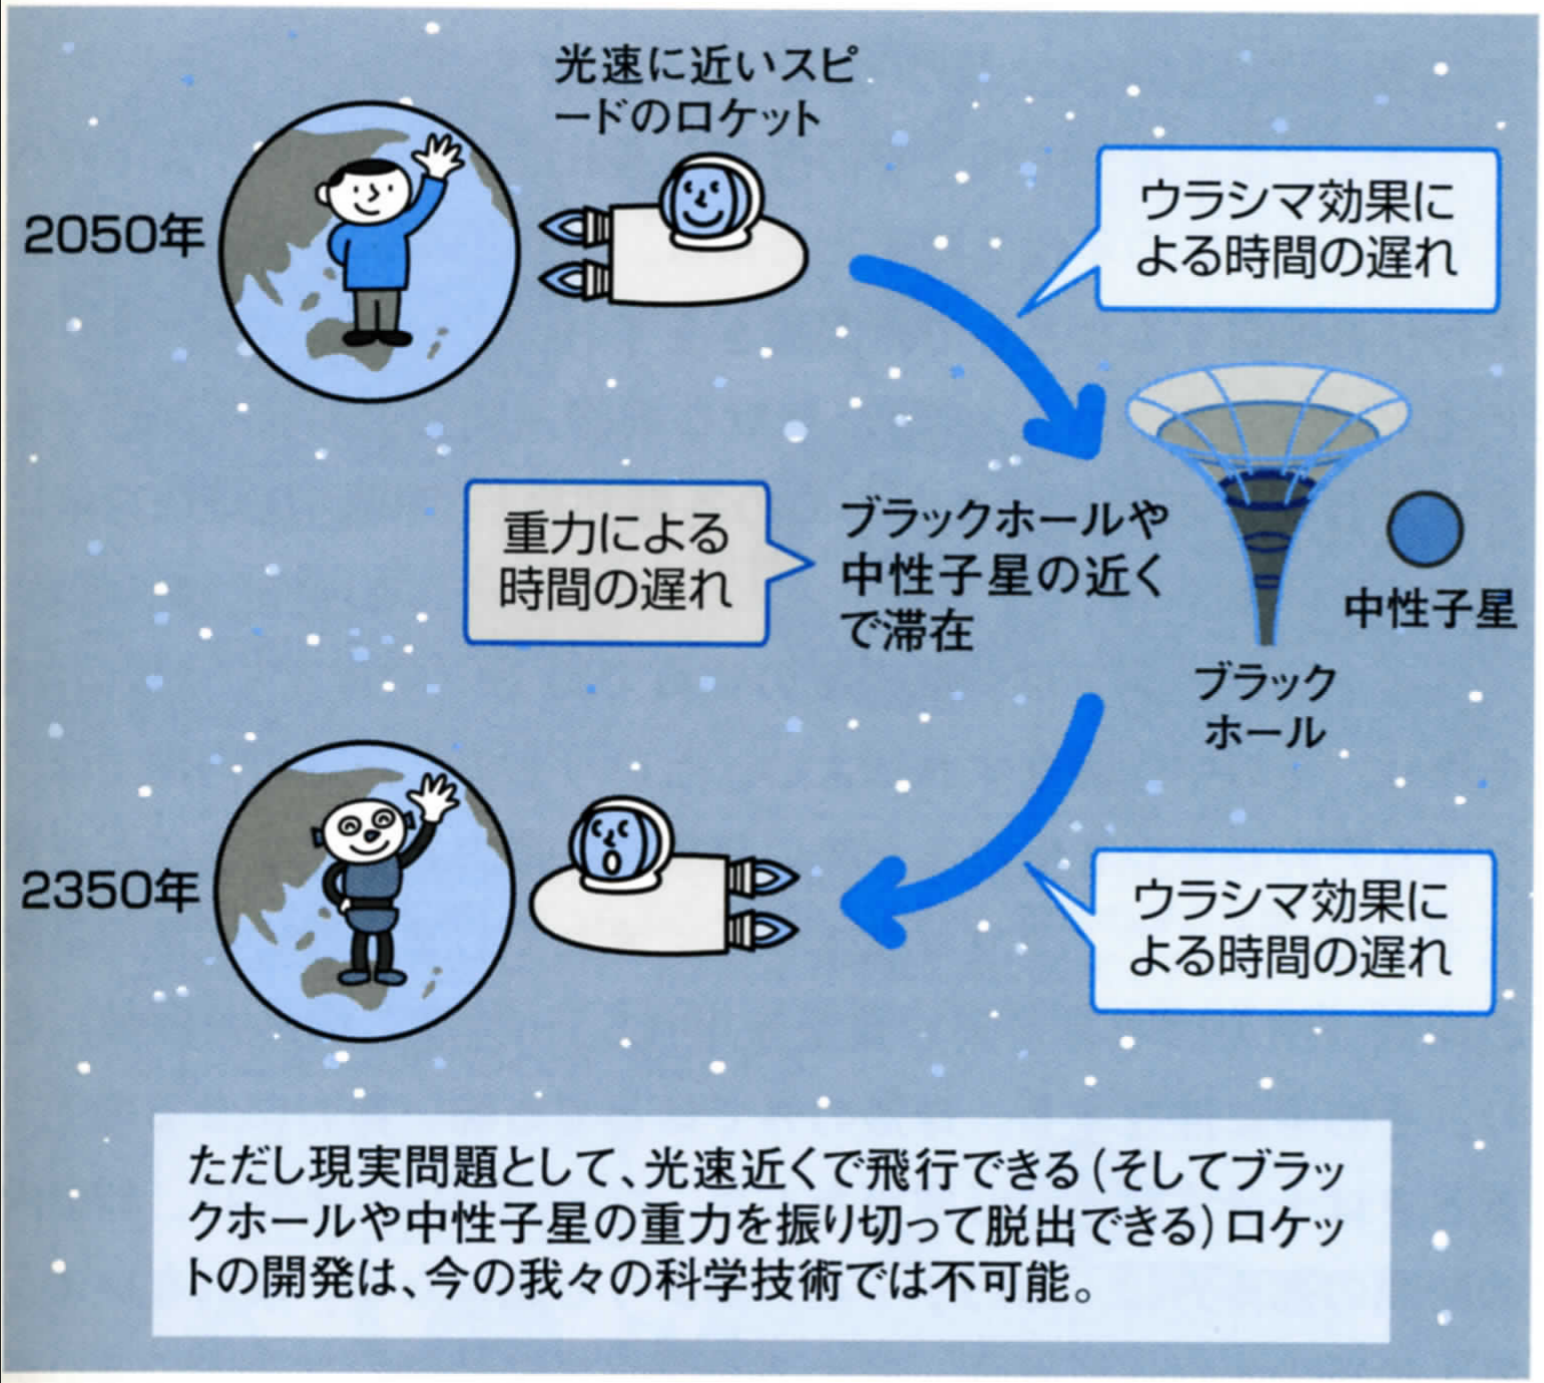 光速に近いスピ
ードのロケット
2050年
ウラシマ効果に
よる時間の遅れ
重力による
時間の遅れ
ブラックホールや
中性子星の近く
で滞在
中性子星
ブラック
ホール
2350年
ウラシマ効果に
よる時間の遅れ
ただし現実問題として、光速近くで飛行できる(そしてブラッ
クホールや中性子星の重力を振り切って脱出できる)ロケッ
トの開発は、今の我々の科学技術では不可能。